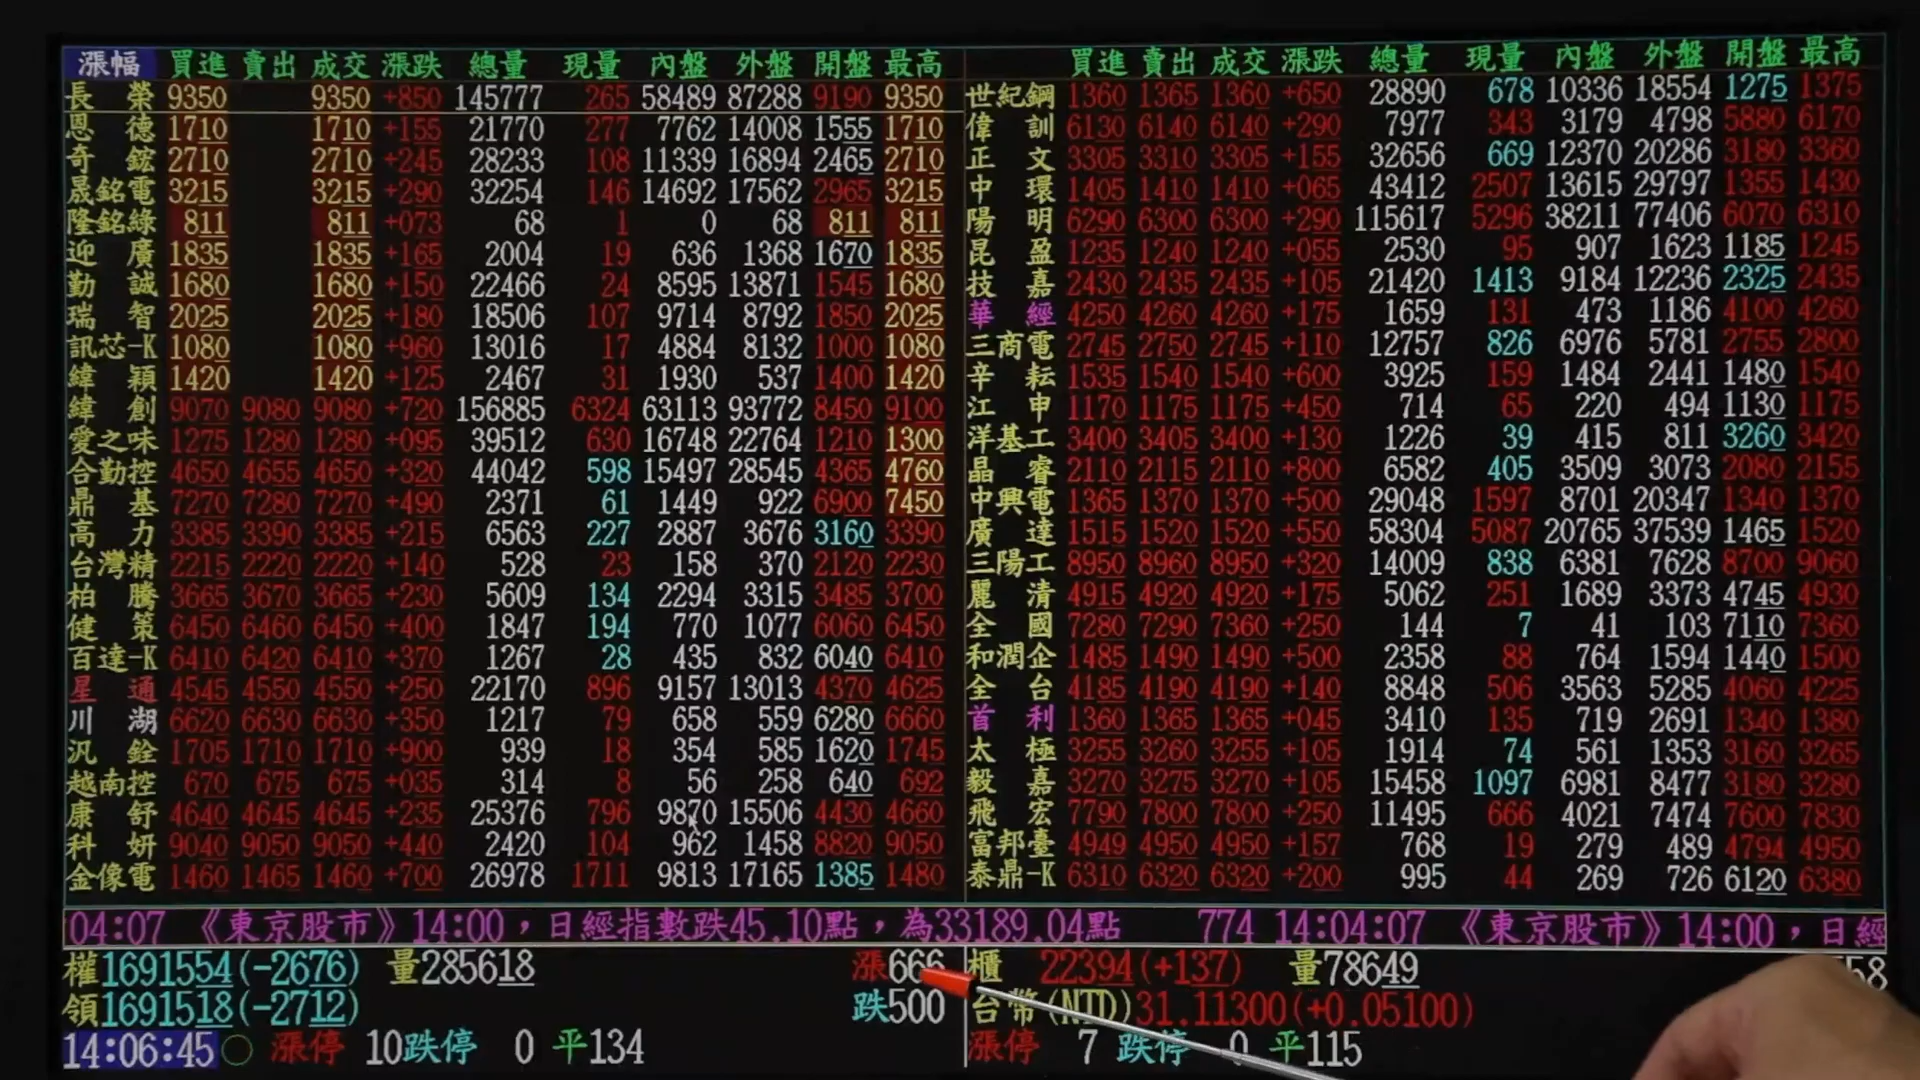 漲幅 買進 賣出 成交 漲跌 總量 現量 內盤 外盤 開盤 最高 買進 賣出 成交 漲跌 總量 現量 內盤 外盤 開盤 最高
長榮 9350 9350 +850 145777 265 58489 87288 9190 9350 世紀鋼 1360 1365 1360 +650 28890 678 10336 18554 1275 1375
恩德 1710 1710 +155 21770 277 7762 14008 1555 1710 偉訓 6130 6140 6140 +290 7977 343 3179 4798 5880 6170
奇鋐 2710 2710 +245 28233 108 11339 16894 2465 2710 正文 3305 3310 3305 +155 32656 669 12370 20286 3180 3360
晟銘電 3215 3215 +290 32254 146 14692 17562 2965 3215 中環 1405 1410 1410 +065 43412 2507 13615 29797 1355 1430
隆銘綠 811 811 +073 68 1 0 68 811 811 陽明 6290 6300 6300 +290 115617 5296 38211 77406 6070 6310
迎廣 1835 1835 +165 2004 19 636 1368 1670 1835 昆盈 1235 1240 1240 +055 2530 95 907 1623 1185 1245
勤誠 1680 1680 +150 22466 24 8595 13871 1545 1680 技嘉 2430 2435 2435 +215 21420 1413 9184 12236 2325 2435
瑞智 2025 2025 +180 18506 107 9714 8792 1850 2025 華經 4250 4260 4260 +175 1659 131 473 1186 4100 4260
訊芯-K 1080 1080 +960 13016 17 4884 8132 1000 1080 三商電 2745 2750 2745 +110 12757 826 6976 5781 2755 2800
緯穎 1420 1420 +125 2467 31 1930 537 1400 1420 辛耘 1535 1540 1540 +600 3925 159 1484 2441 1480 1540
緯創 9070 9080 9080 +720 156885 6324 63113 93772 8450 9100 江申 1170 1175 1175 +450 714 65 220 494 1130 1175
愛之味 1275 1280 1280 +095 39512 630 16748 22764 1210 1300 洋基工 3400 3405 3400 +130 1226 39 415 811 3260 3420
合勤控 4650 4655 4650 +320 44042 598 15497 28545 4365 4760 晶睿 2110 2115 2110 +800 6582 405 3509 3073 2080 2155
鼎基 7270 7280 7270 +490 2371 61 1449 922 6900 7450 中興電 1365 1370 1370 +500 29048 1597 8701 20347 1340 1370
高力 3385 3390 3385 +215 6563 227 2887 3676 3160 3390 廣達 1515 1520 1520 +550 58304 5087 20765 37539 1465 1520
台灣精 2215 2220 2220 +140 528 23 158 370 2120 2230 三陽工 8950 8960 8950 +320 14009 838 6381 7628 8700 9060
柏騰 3665 3670 3665 +230 5609 134 2294 3315 3485 3700 麗清 4915 4920 4920 +175 5062 251 1689 3373 4745 4930
健策 6450 6460 6450 +400 1847 194 770 1077 6060 6450 全國 7280 7290 7360 +250 144 7 41 103 7110 7360
百達-K 6410 6420 6410 +370 1267 28 435 832 6040 6410 和潤企 1485 1490 1490 +500 2358 88 764 1594 1440 1500
星通 4545 4550 4550 +250 22170 896 9157 13013 4370 4625 全台 4185 4190 4190 +140 8848 506 3563 5285 4060 4225
川湖 6620 6630 6630 +350 1217 79 658 559 6280 6660 首利 1360 1365 1365 +045 3410 135 719 2691 1340 1380
汎銓 1705 1710 1710 +900 939 18 354 585 1620 1745 太極 3255 3260 3255 +105 1914 74 561 1353 3160 3265
越南控 670 675 675 +035 314 8 56 258 640 692 毅嘉 3270 3275 3270 +105 15458 1097 6981 8477 3180 3280
康舒 4640 4645 4645 +235 25376 796 9870 15506 4430 4660 飛宏 7790 7800 7800 +250 11495 666 4021 7474 7600 7830
科妍 9040 9050 9050 +440 2420 104 962 1458 8820 9050 富邦臺 4949 4950 4950 +157 768 19 279 489 4794 4950
金像電 1460 1465 1460 +700 26978 1711 9813 17165 1385 1480 泰鼎-K 6310 6320 6320 +200 995 44 269 726 6120 6380
04:07 《東京股市》14:00,日經指數跌45.10點,為33189.04點 774 14:04:07 《東京股市》14:00,日經
權1691554(-2676) 量285618 漲666 櫃 22394(+137) 量78649
領1691518(-2712) 跌500 台幣(NTD)31.11300(+0.05100)
14:06:45 漲停 10跌停 0 平134 漲停 7 跌停 0 平115